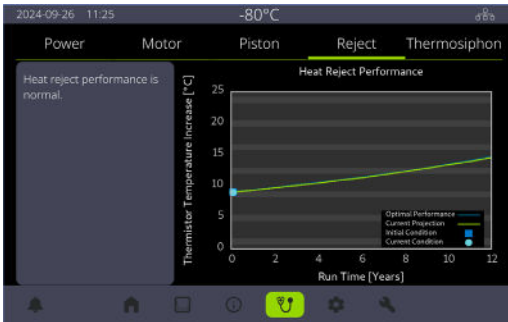 2024-09-26 11:25
-80°C
Power Motor Piston Reject Thermosiphon
Heat reject performance is
normal.
Heat Reject Performance
Thermistor Temperature Increase [°C]
25
20
15
10
5
0
0 2 4 6 8 10 12
Run Time [Years]
Optimal Performance
Current Projection
Initial Condition
Current Condition